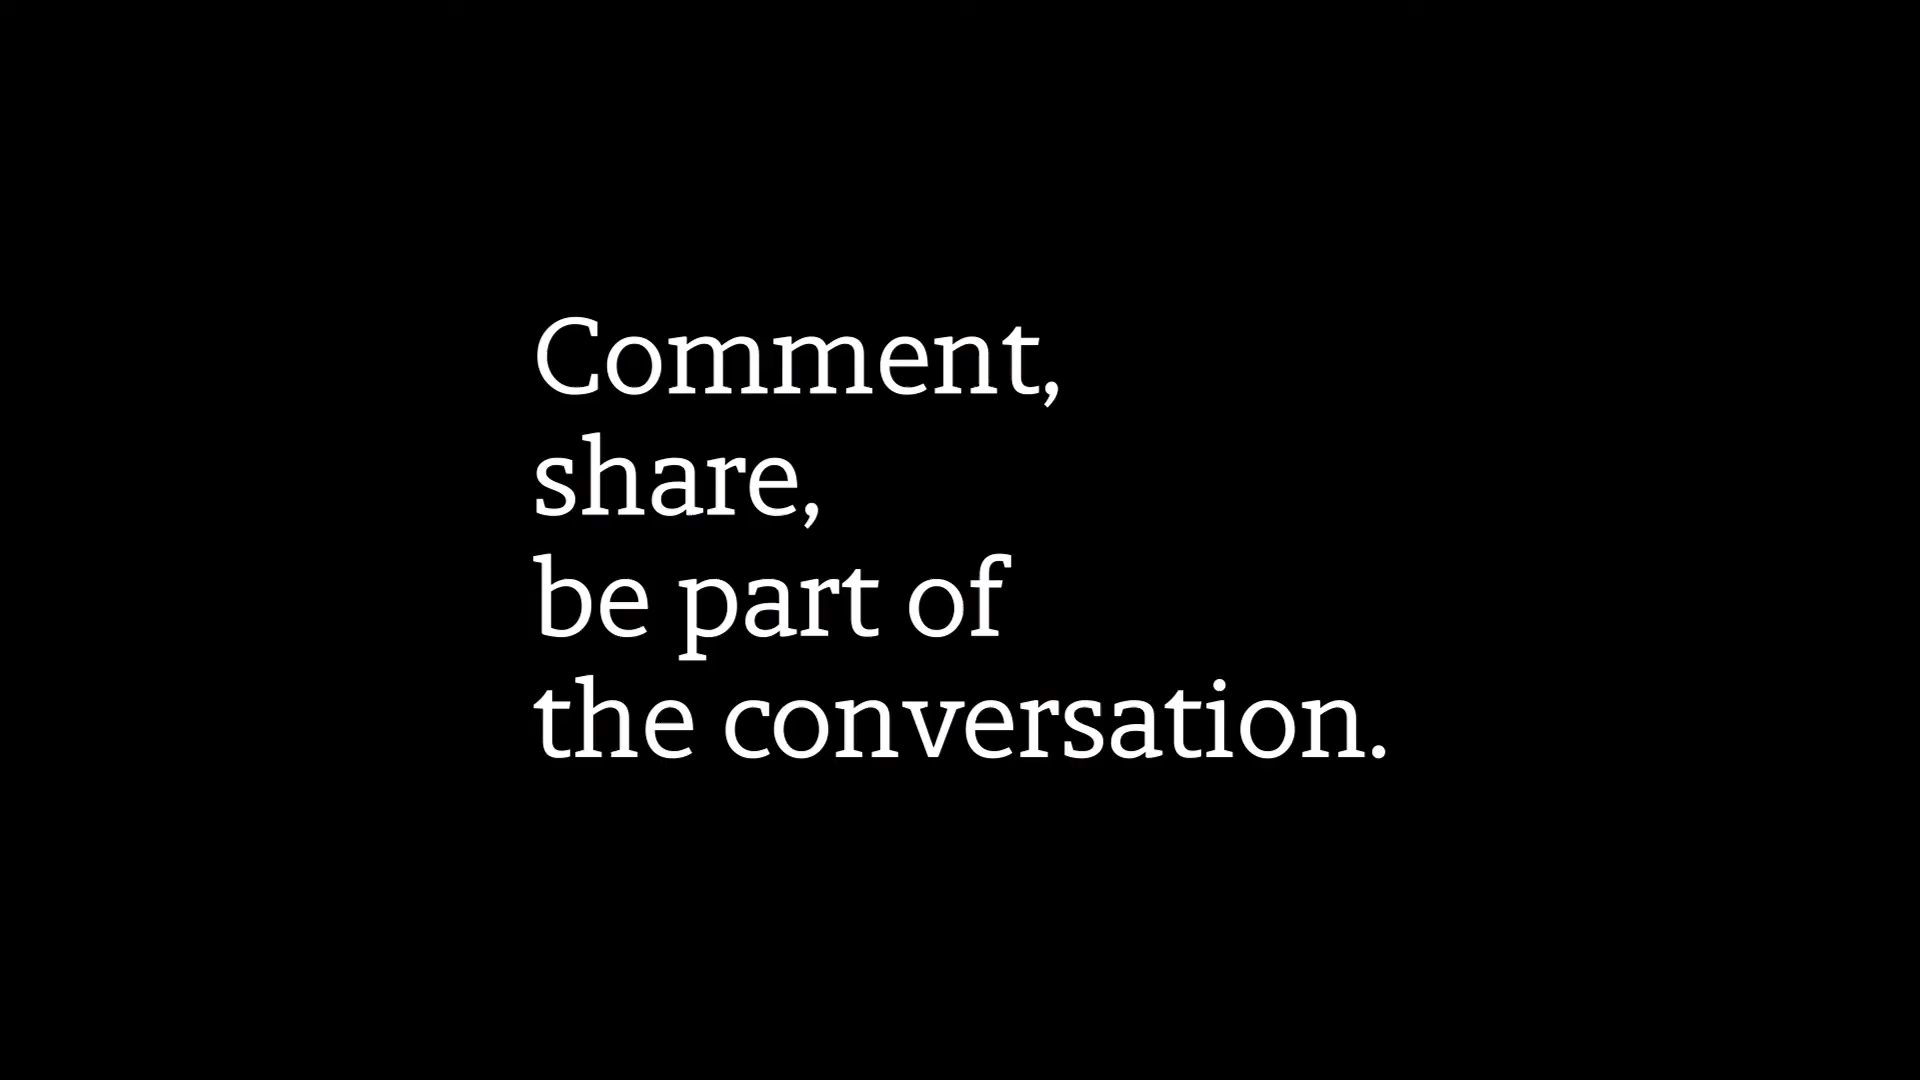 Comment,
share,
be part of
the conversation.